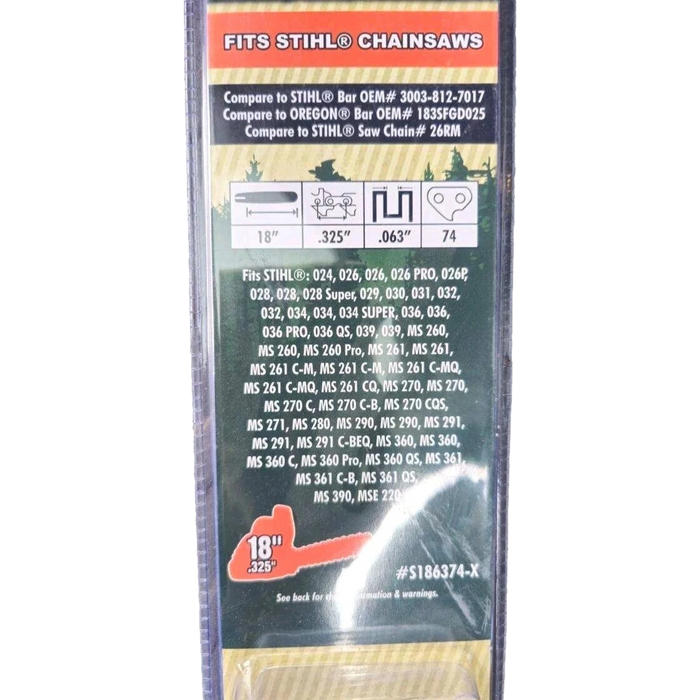 FITS STIHL® CHAINSAWS
Compare to STIHL® Bar OEM# 3003-812-7017
Compare to OREGON® Bar OEM# 183SFGD025
Compare to STIHL® Saw Chain# 26RM
18" .325" .063" 74
Fits STIHL®: 024, 026, 026, 026 PRO, 026P,
028, 028, 028 Super, 029, 030, 031, 032,
032, 034, 034, 034 SUPER, 036, 036,
036 PRO, 036 QS, 039, 039, MS 260,
MS 260, MS 260 Pro, MS 261, MS 261,
MS 261 C-M, MS 261 C-M, MS 261 C-MQ,
MS 261 C-MQ, MS 261 CQ, MS 270, MS 270,
MS 270 C, MS 270 C-B, MS 270 CQS,
MS 271, MS 280, MS 290, MS 290, MS 291,
MS 291, MS 291 C-BEQ, MS 360, MS 360,
MS 360 C, MS 360 Pro, MS 360 QS, MS 361,
MS 361 C-B, MS 361 QS,
MS 390, MSE 220
18"
.325"
#S186374-X
See back for information & warnings.